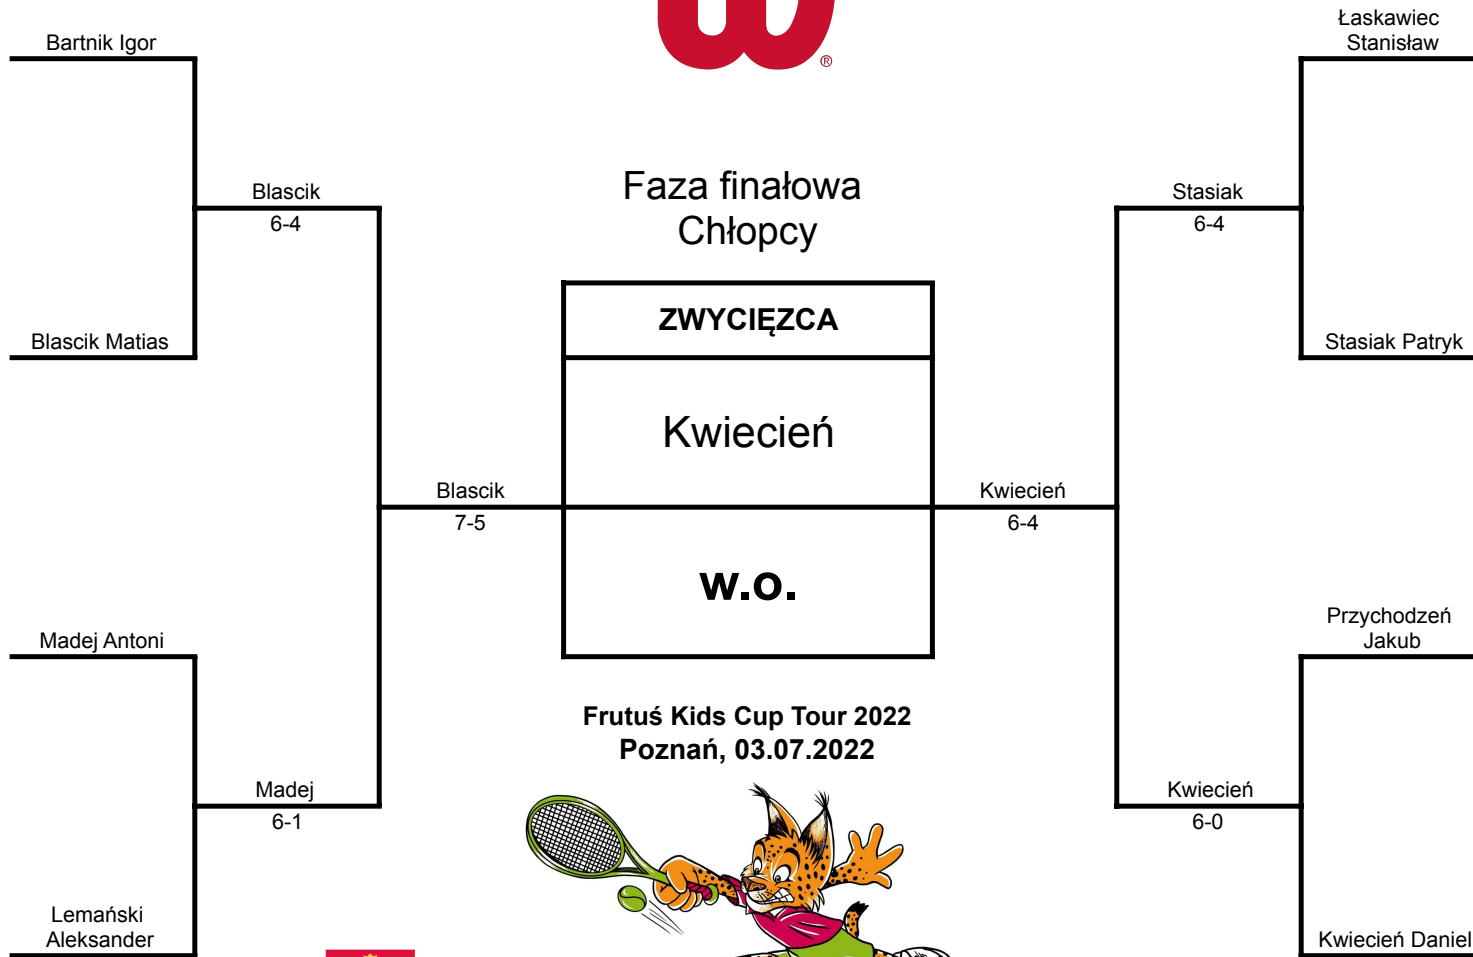 Bartnik Igor
Łaskawiec
Stanisław
®
Faza finałowa
Chłopcy
Blascik
6-4
Stasiak
6-4
ZWYCIĘZCA
Blascik Matias
Stasiak Patryk
Kwiecień
Blascik
7-5
Kwiecień
6-4
w.o.
Madej Antoni
Przychodzeń
Jakub
Frutuś Kids Cup Tour 2022
Poznań, 03.07.2022
Madej
6-1
Kwiecień
6-0
Lemański
Aleksander
Kwiecień Daniel